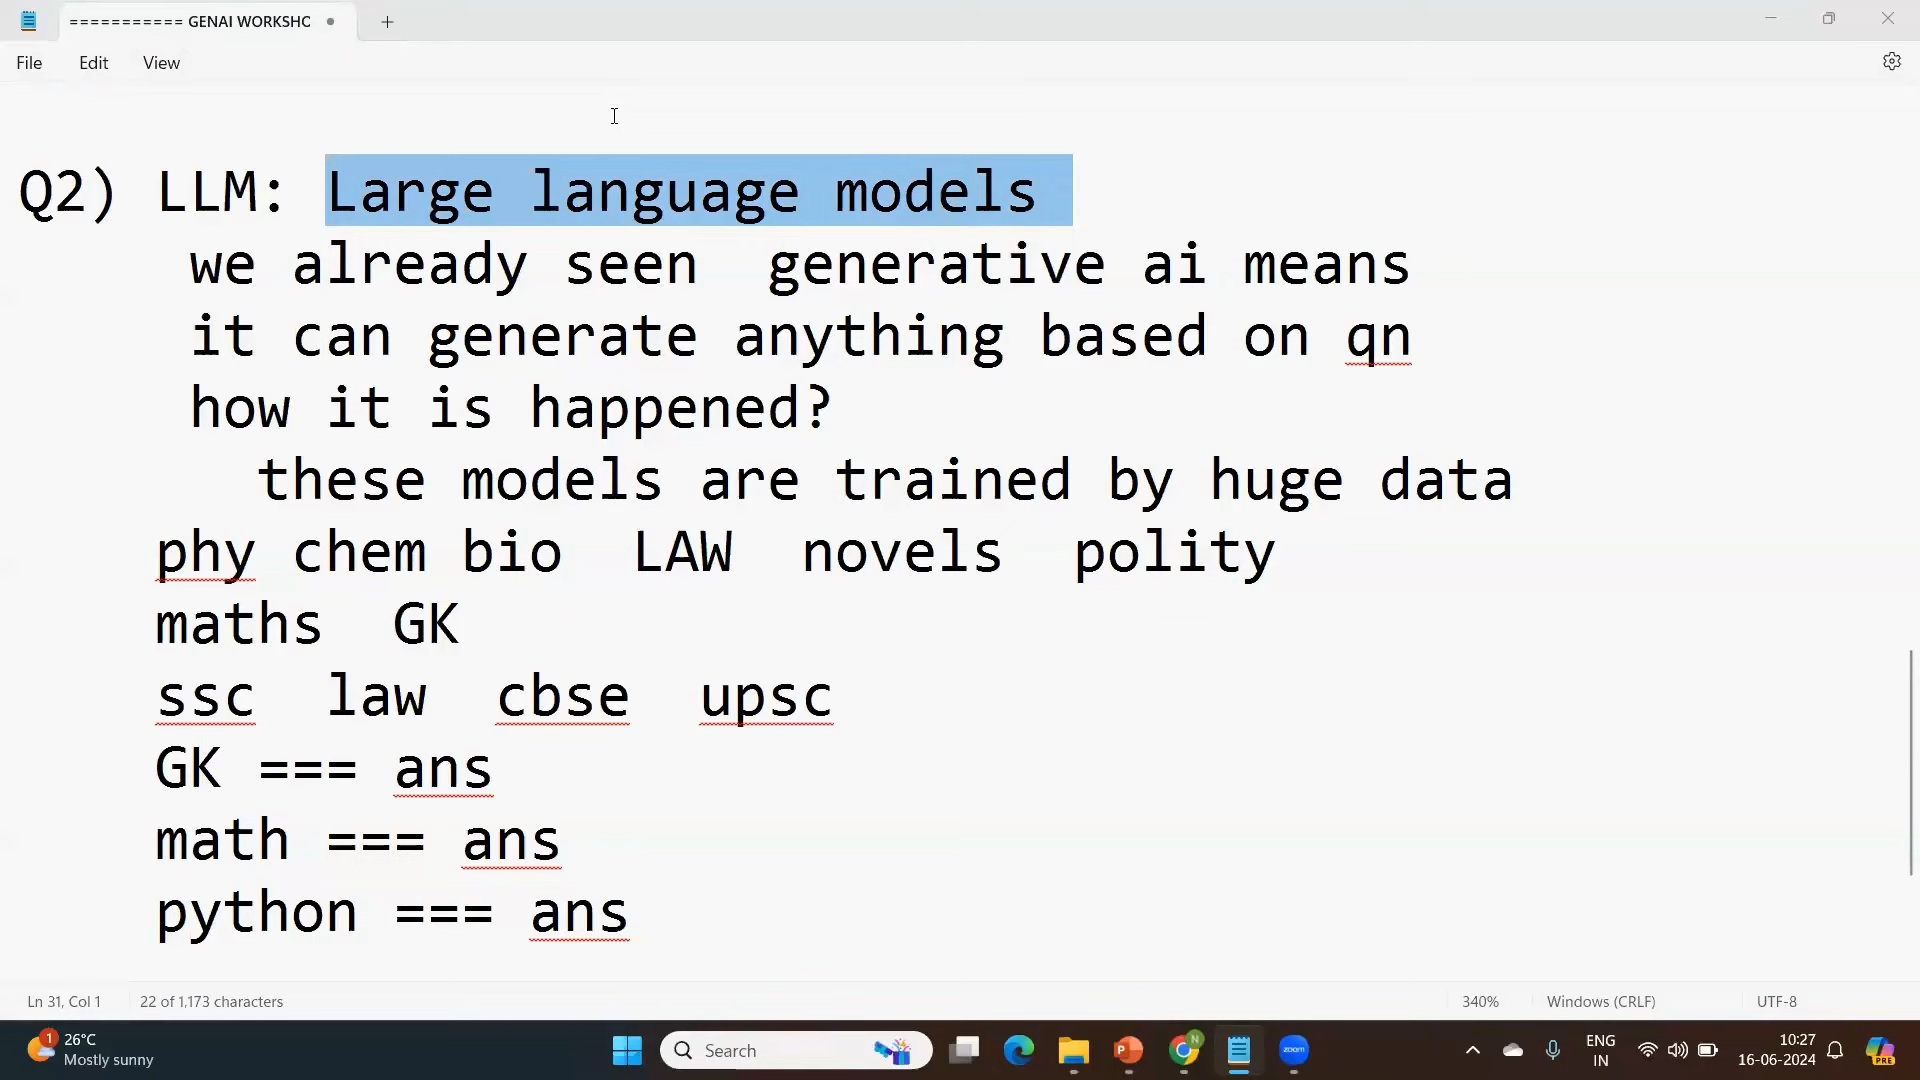 =========== GENAI WORKSHC
File Edit View
Q2) LLM: Large language models
we already seen generative ai means
it can generate anything based on qn
how it is happened?
these models are trained by huge data
phy chem bio LAW novels polity
maths GK
ssc law cbse upsc
GK === ans
math === ans
python === ans
Ln 31, Col 1 22 of 1,173 characters 340% Windows (CRLF) UTF-8
1 26°C
Mostly sunny
Search
zoom
ENG
IN
10:27
16-06-2024
PRE
N
P